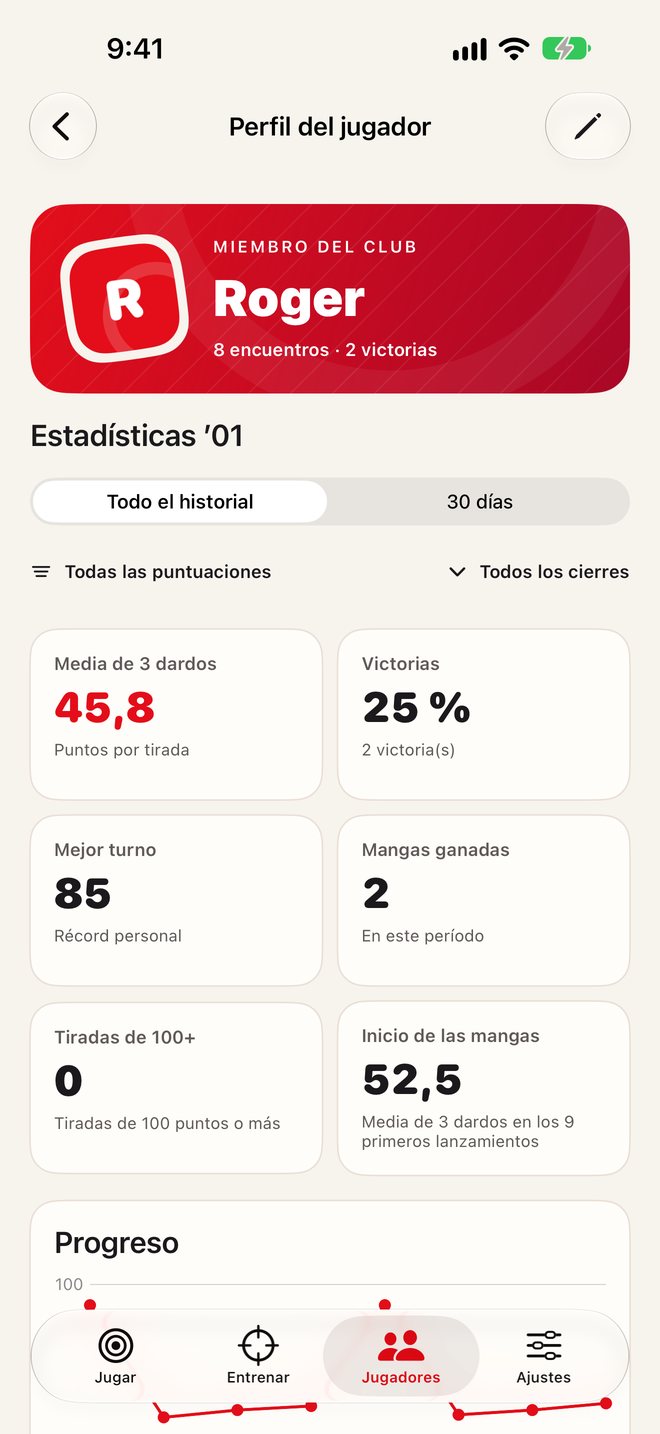 9:41
Perfil del jugador
R
MIEMBRO DEL CLUB
Roger
8 encuentros · 2 victorias
Estadísticas ’01
Todo el historial
30 días
Todas las puntuaciones
Todos los cierres
Media de 3 dardos
45,8
Puntos por tirada
Victorias
25 %
2 victoria(s)
Mejor turno
85
Récord personal
Mangas ganadas
2
En este período
Tiradas de 100+
0
Tiradas de 100 puntos o más
Inicio de las mangas
52,5
Media de 3 dardos en los 9
primeros lanzamientos
Progreso
100
Jugar
Entrenar
Jugadores
Ajustes